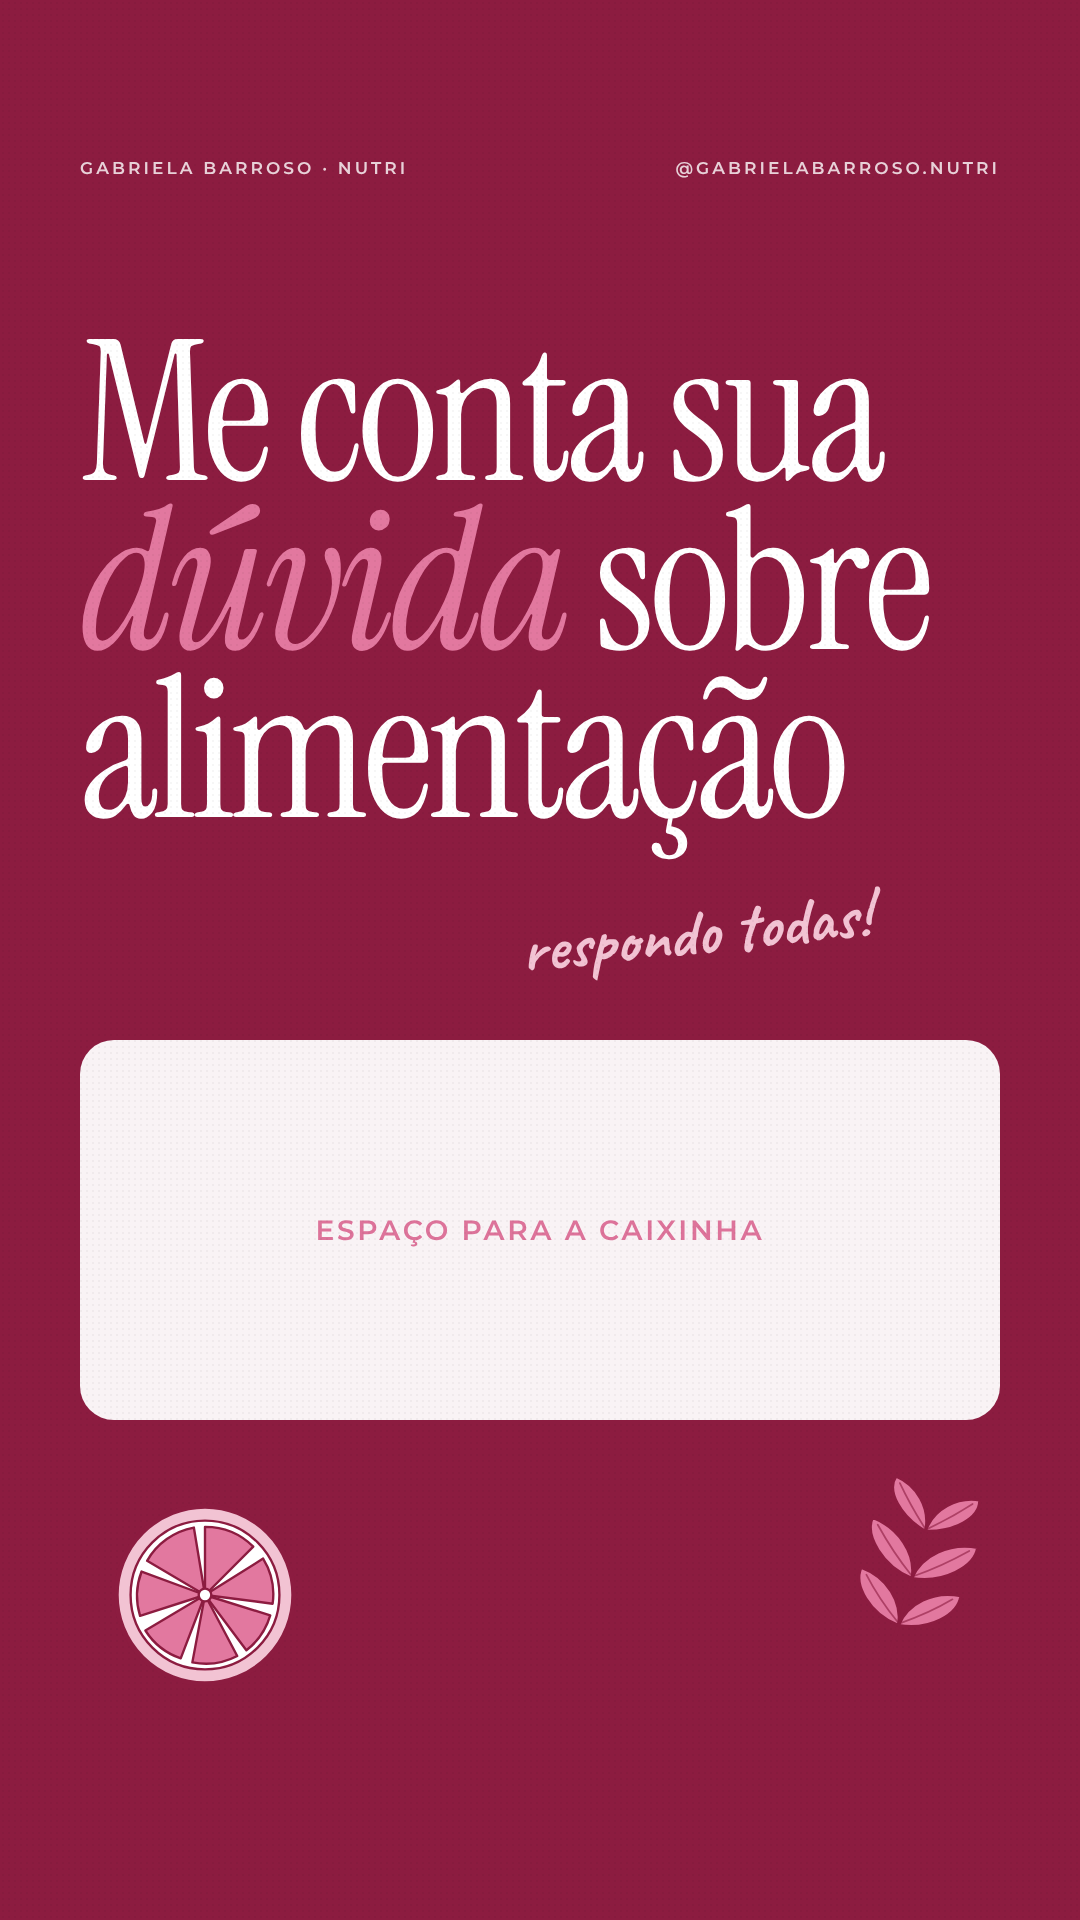 GABRIELA BARROSO · NUTRI
@GABRIELABARROSO.NUTRI
Me conta sua
dúvida sobre
alimentação
respondo todas!
ESPAÇO PARA A CAIXINHA